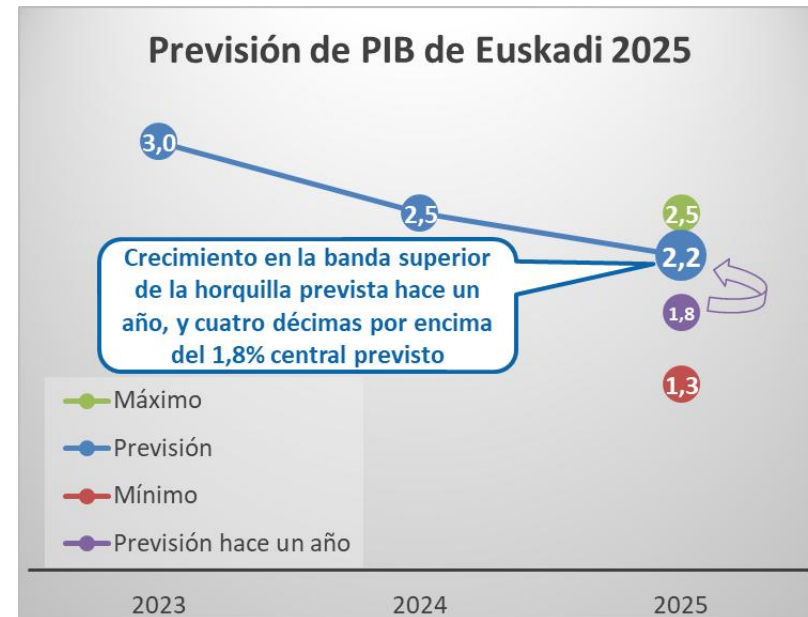 Previsión de PIB de Euskadi 2025
3,0
2,5
2,5
2,2
1,8
1,3
Crecimiento en la banda superior
de la horquilla prevista hace un
año, y cuatro décimas por encima
del 1,8% central previsto
Máximo
Previsión
Mínimo
Previsión hace un año
2023
2024
2025